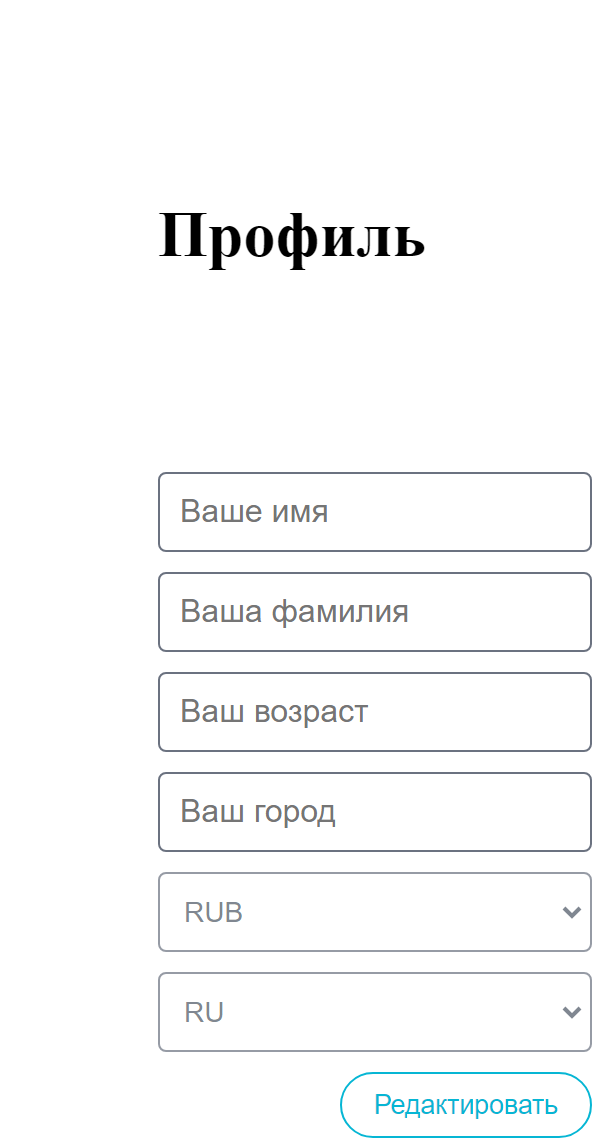 Профиль
Ваше имя
Ваша фамилия
Ваш возраст
Ваш город
RUB
RU
Редактировать